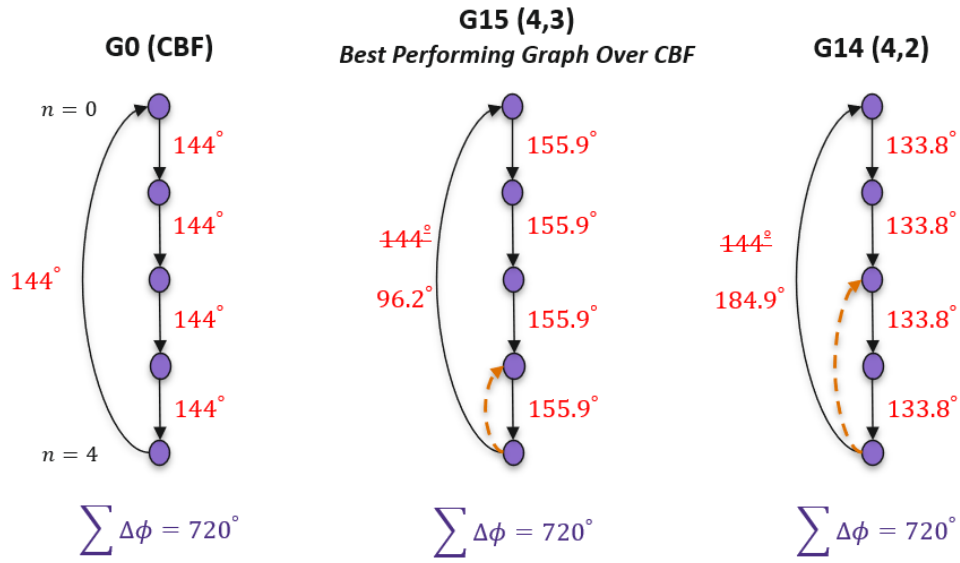 G0 (CBF)
n = 0
144°
144°
144°
144°
144°
n = 4
∑ Δϕ = 720°
G15 (4,3)
Best Performing Graph Over CBF
155.9°
155.9°
144°
96.2°
155.9°
155.9°
∑ Δϕ = 720°
G14 (4,2)
133.8°
133.8°
144°
184.9°
133.8°
133.8°
∑ Δϕ = 720°